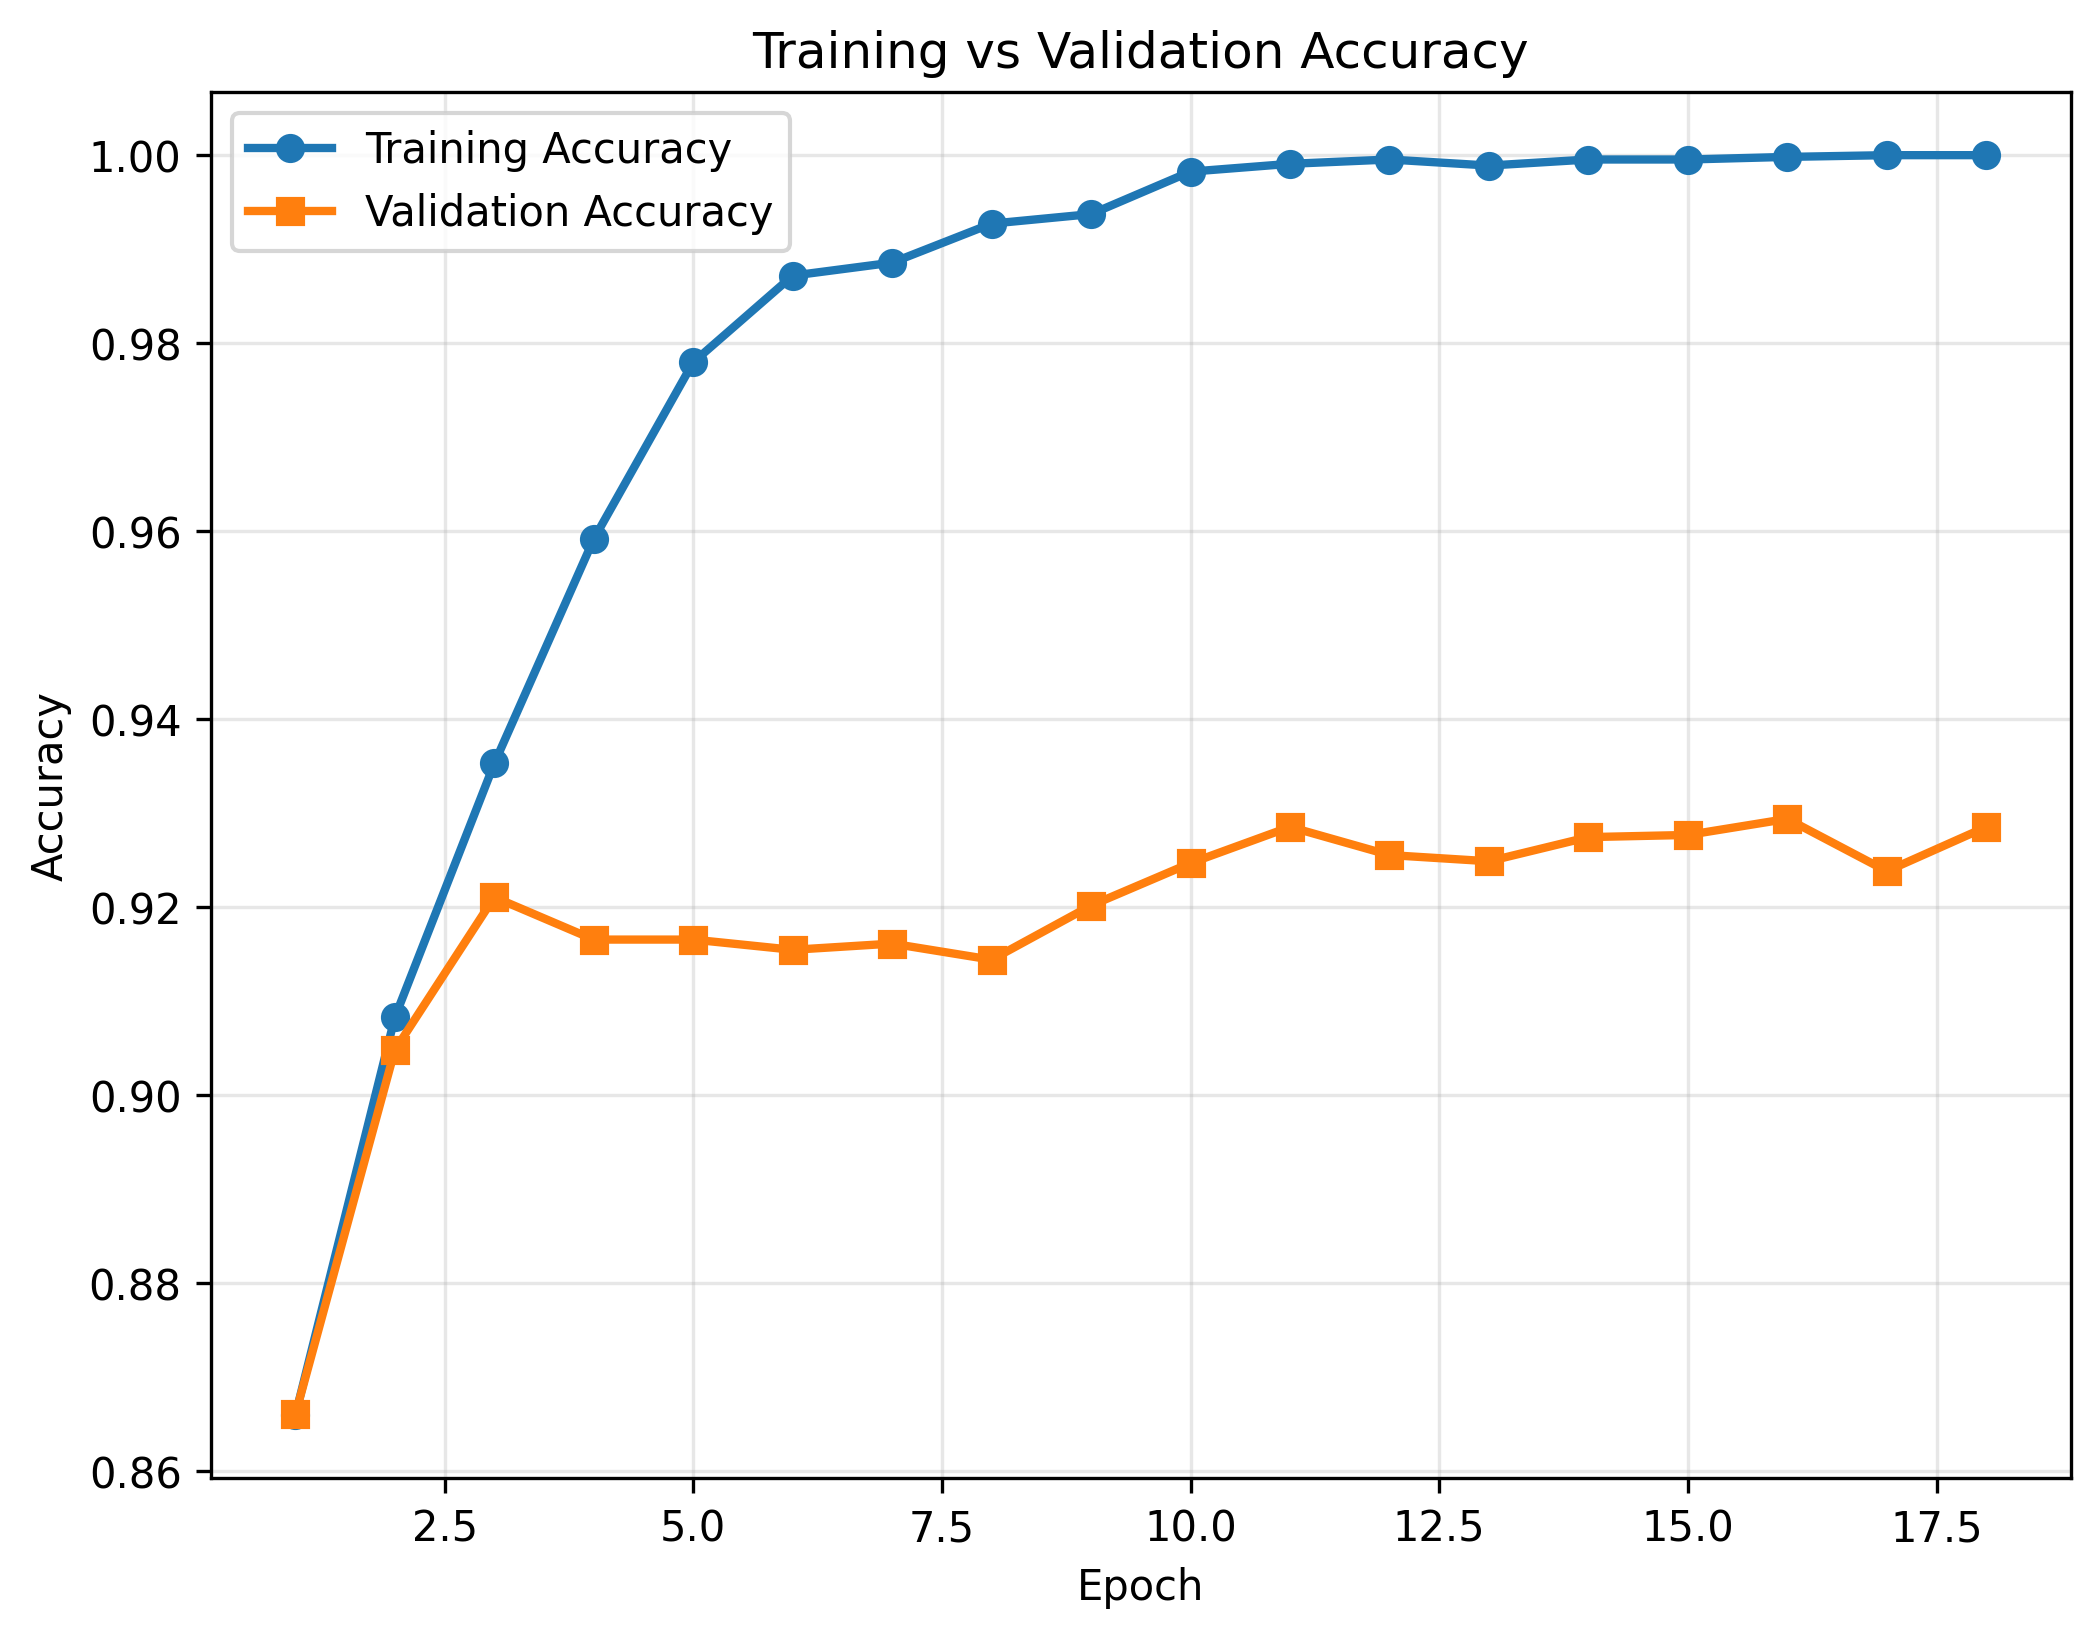 Training vs Validation Accuracy
Training Accuracy
Validation Accuracy
1.00
0.98
0.96
0.94
0.92
0.90
0.88
0.86
Accuracy
2.5 5.0 7.5 10.0 12.5 15.0 17.5
Epoch